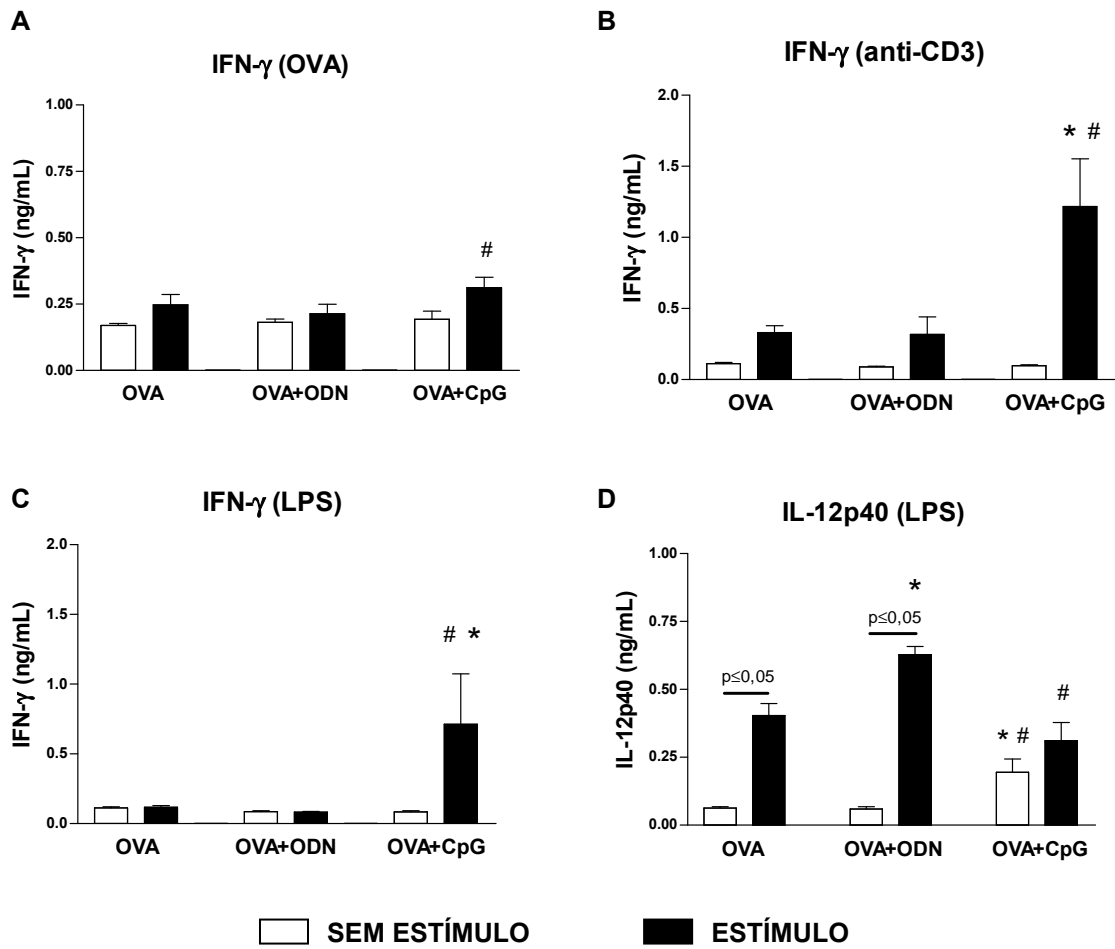 A
IFN-γ (OVA)
IFN-γ (ng/mL)
1.00
0.75
0.50
0.25
0.00
#
OVA
OVA+ODN
OVA+CpG
B
IFN-γ (anti-CD3)
IFN-γ (ng/mL)
2.0
1.5
1.0
0.5
0.0
* #
OVA
OVA+ODN
OVA+CpG
C
IFN-γ (LPS)
IFN-γ (ng/mL)
2.0
1.5
1.0
0.5
0.0
# *
OVA
OVA+ODN
OVA+CpG
D
IL-12p40 (LPS)
IL-12p40 (ng/mL)
1.00
0.75
0.50
0.25
0.00
p≤0,05
p≤0,05
*
* #
#
OVA
OVA+ODN
OVA+CpG
SEM ESTÍMULO
ESTÍMULO